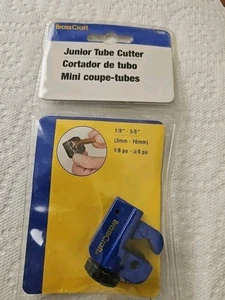 BrassCraft
Junior Tube Cutter
Cortador de tubo
Mini coupe-tubes
1/8" - 5/8"
(3mm - 16mm)
1/8 po - 5/8 po
BrassCraft